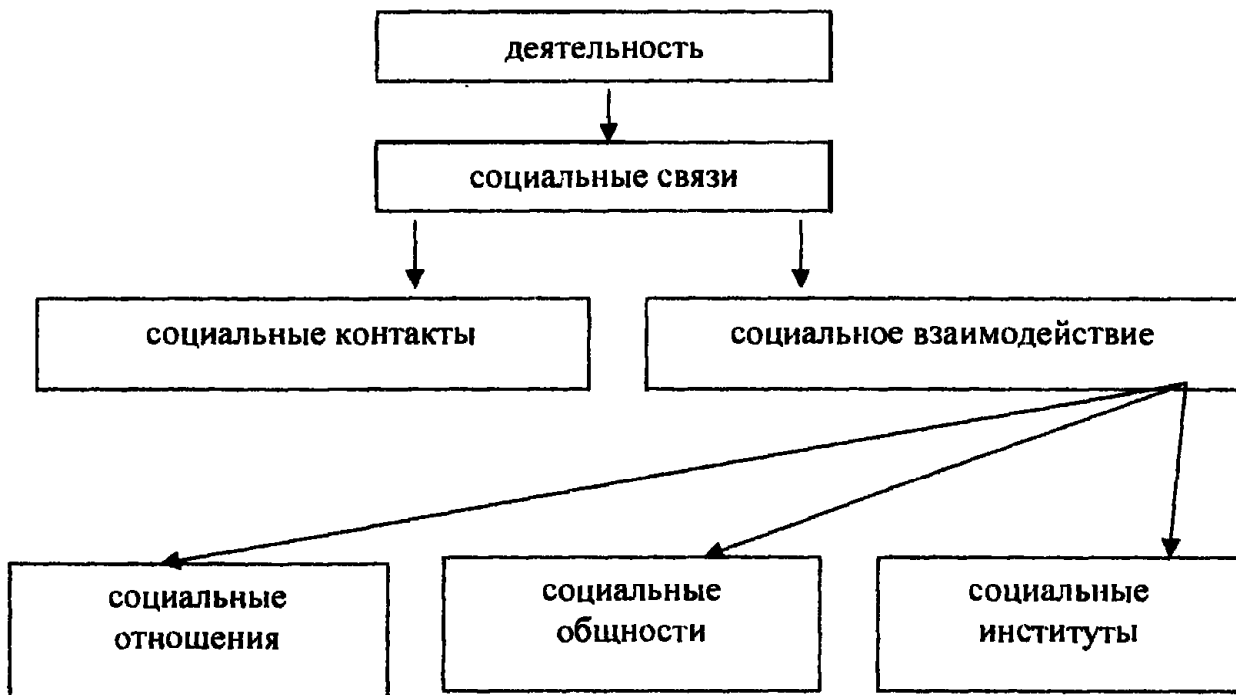 деятельность
социальные связи
социальные контакты
социальное взаимодействие
социальные
отношения
социальные
общности
социальные
институты